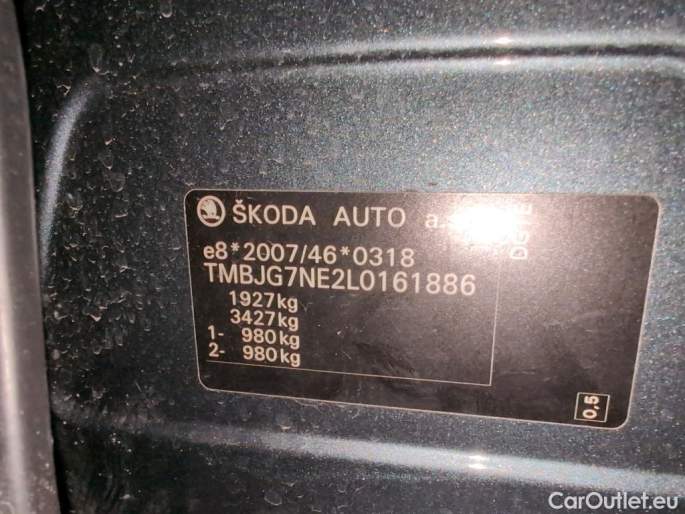 ŠKODA AUTO a.
e8*2007/46*0318
TMBJG7NE2L0161886
1927kg
3427kg
1- 980kg
2- 980kg
0,5
CarOutlet.eu